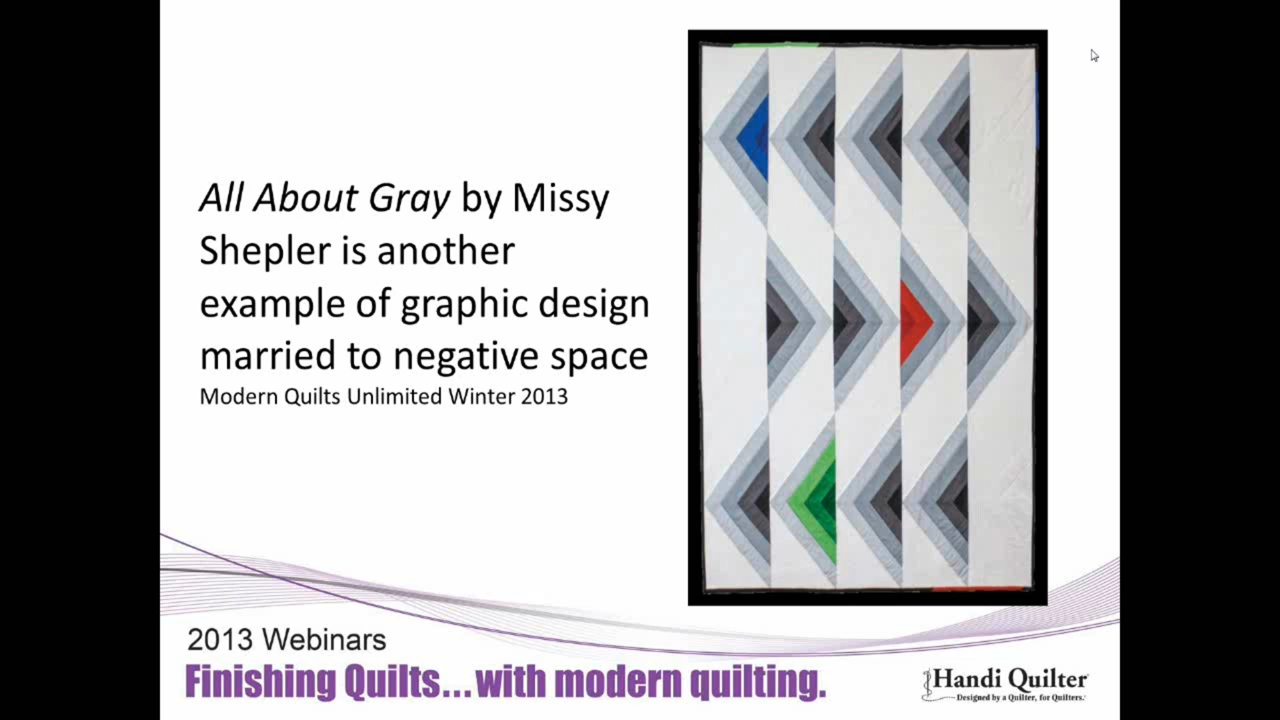 All About Gray by Missy
Shepler is another
example of graphic design
married to negative space
Modern Quilts Unlimited Winter 2013
2013 Webinars
Finishing Quilts...with modern quilting.
Handi Quilter
Designed by a Quilter, for Quilters.